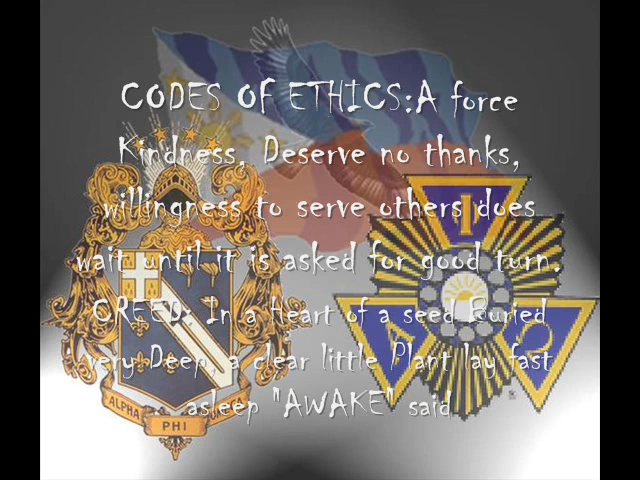 CODES OF ETHICS:A force
Kindness, Deserve no thanks,
willingness to serve others does
wait until it is asked for good turn.
CREED: In a Heart of a seed Buried
very Deep, a clear little Plant lay fast
asleep "AWAKE" said
ALPHA PHI OMEGA
Ι
Α Ω